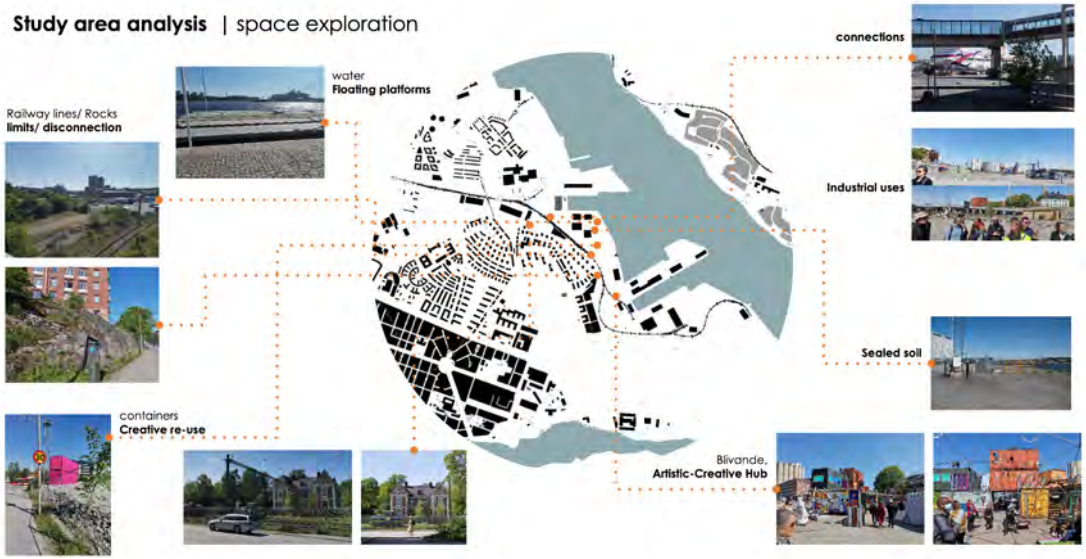 Study area analysis | space exploration
connections
water
Floating platforms
Railway lines/ Rocks
limits/ disconnection
Industrial uses
Sealed soil
containers
Creative re-use
Blivande,
Artistic-Creative Hub